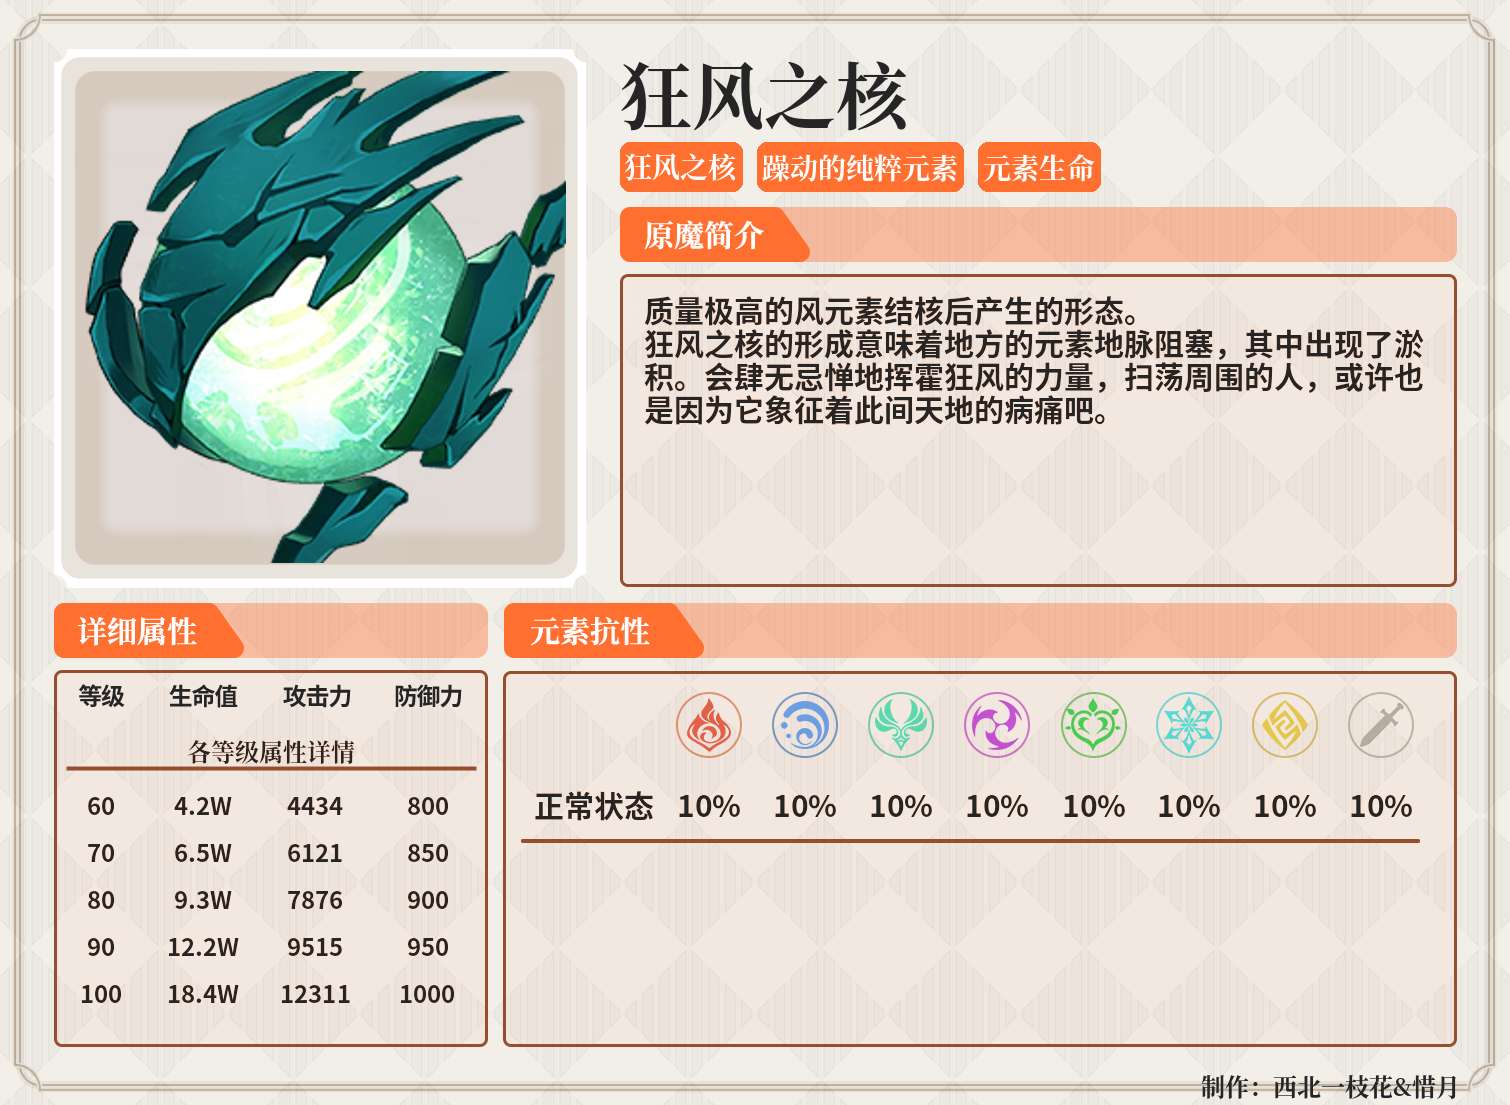 狂风之核
狂风之核 躁动的纯粹元素 元素生命
原魔简介
质量极高的风元素结核后产生的形态。
狂风之核的形成意味着地方的元素地脉阻塞，其中出现了淤
积。会肆无忌惮地挥霍狂风的力量，扫荡周围的人，或许也
是因为它象征着此间天地的病痛吧。
详细属性
等级 生命值 攻击力 防御力
各等级属性详情
60 4.2W 4434 800
70 6.5W 6121 850
80 9.3W 7876 900
90 12.2W 9515 950
100 18.4W 12311 1000
元素抗性
正常状态 10% 10% 10% 10% 10% 10% 10% 10%
制作：西北一枝花&惜月